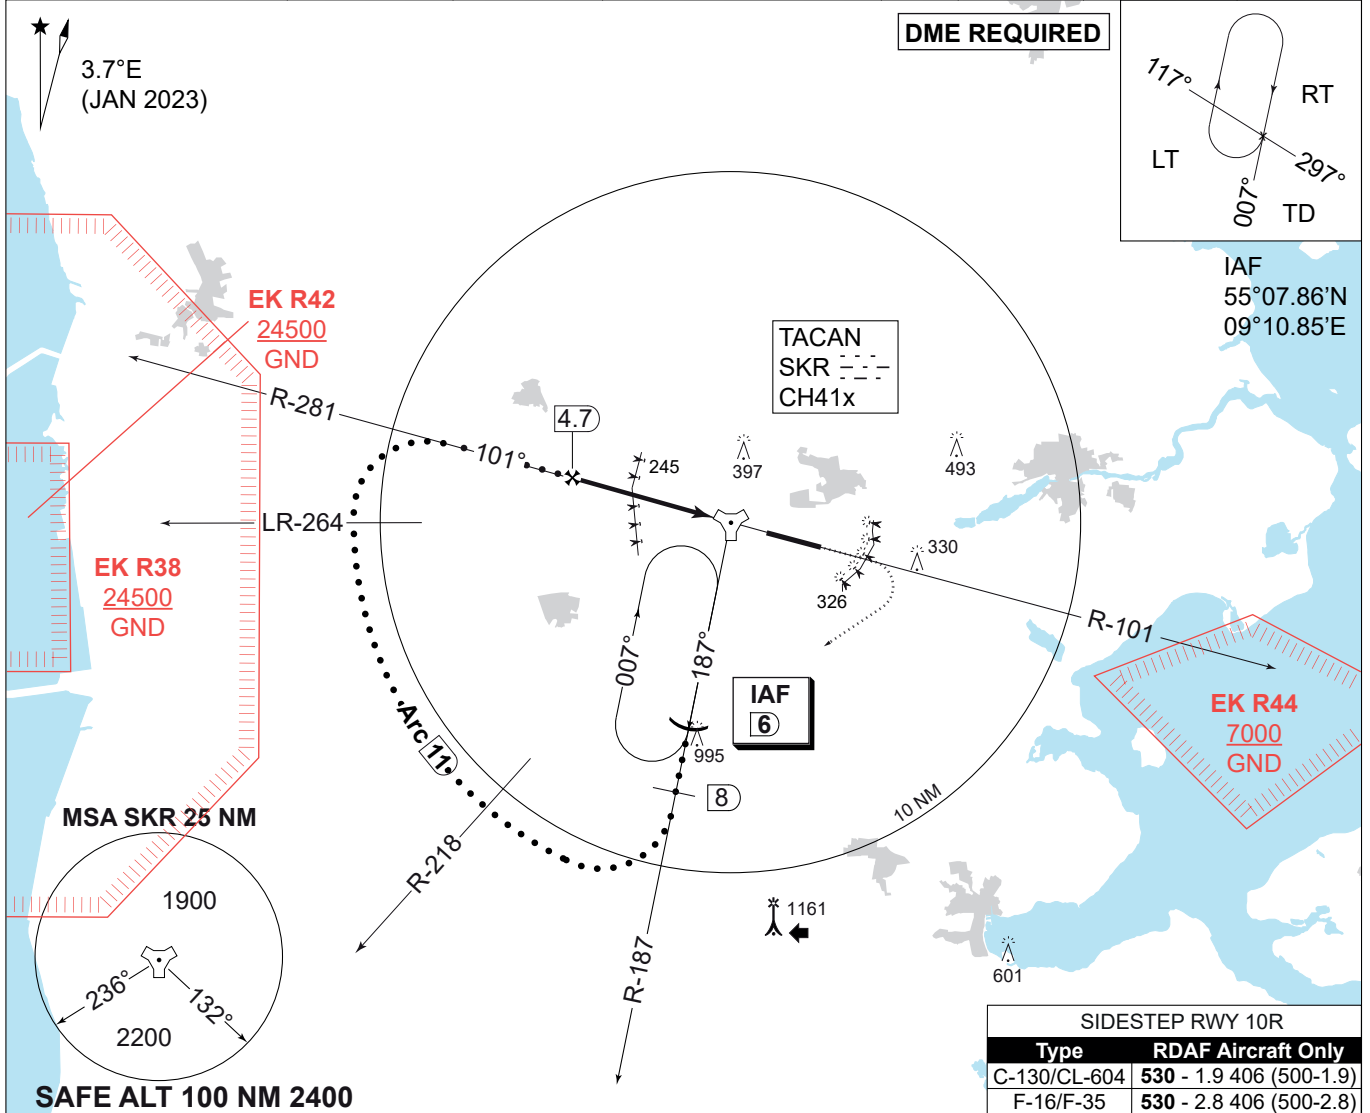 DME REQUIRED
3.7°E
(JAN 2023)
117°
RT
LT
297°
007°
TD
IAF
55°07.86'N
09°10.85'E
EK R42
24500
GND
TACAN
SKR
CH41x
R-281
4.7
101°
245
397
493
LR-264
EK R38
24500
GND
330
326
R-101
007°
187°
IAF
6
EK R44
7000
GND
Arc 11
995
8
10 NM
MSA SKR 25 NM
R-218
1900
1161
236°
132°
R-187
601
2200
SIDESTEP RWY 10R
Type RDAF Aircraft Only
C-130/CL-604 530 - 1.9 406 (500-1.9)
F-16/F-35 530 - 2.8 406 (500-2.8)
SAFE ALT 100 NM 2400